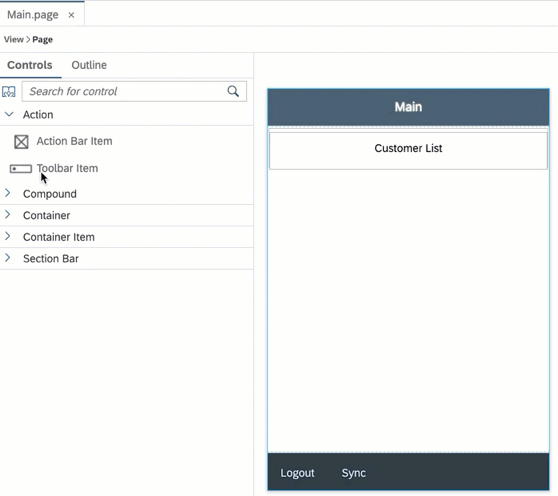 Main.page ×
View > Page
Controls Outline
Search for control
Action
Action Bar Item
Toolbar Item
Compound
Container
Container Item
Section Bar
Main
Customer List
Logout Sync